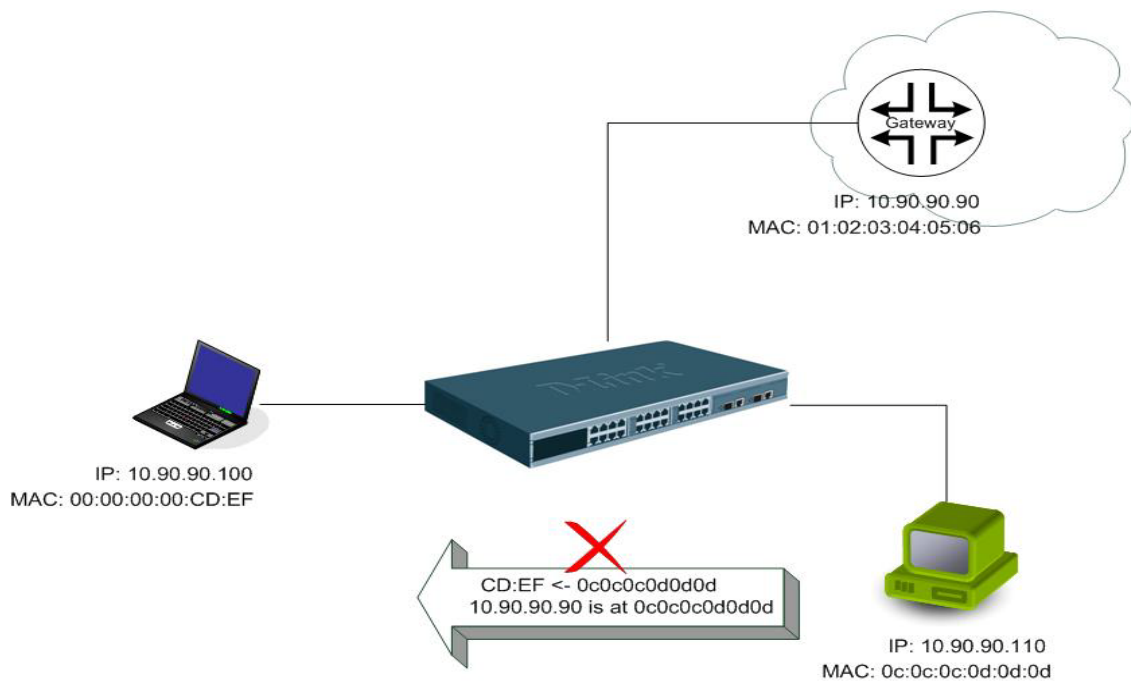 Gateway
IP: 10.90.90.90
MAC: 01:02:03:04:05:06
D-Link
IP: 10.90.90.100
MAC: 00:00:00:00:CD:EF
CD:EF <- 0c0c0c0d0d0d
10.90.90.90 is at 0c0c0c0d0d0d
IP: 10.90.90.110
MAC: 0c:0c:0c:0d:0d:0d